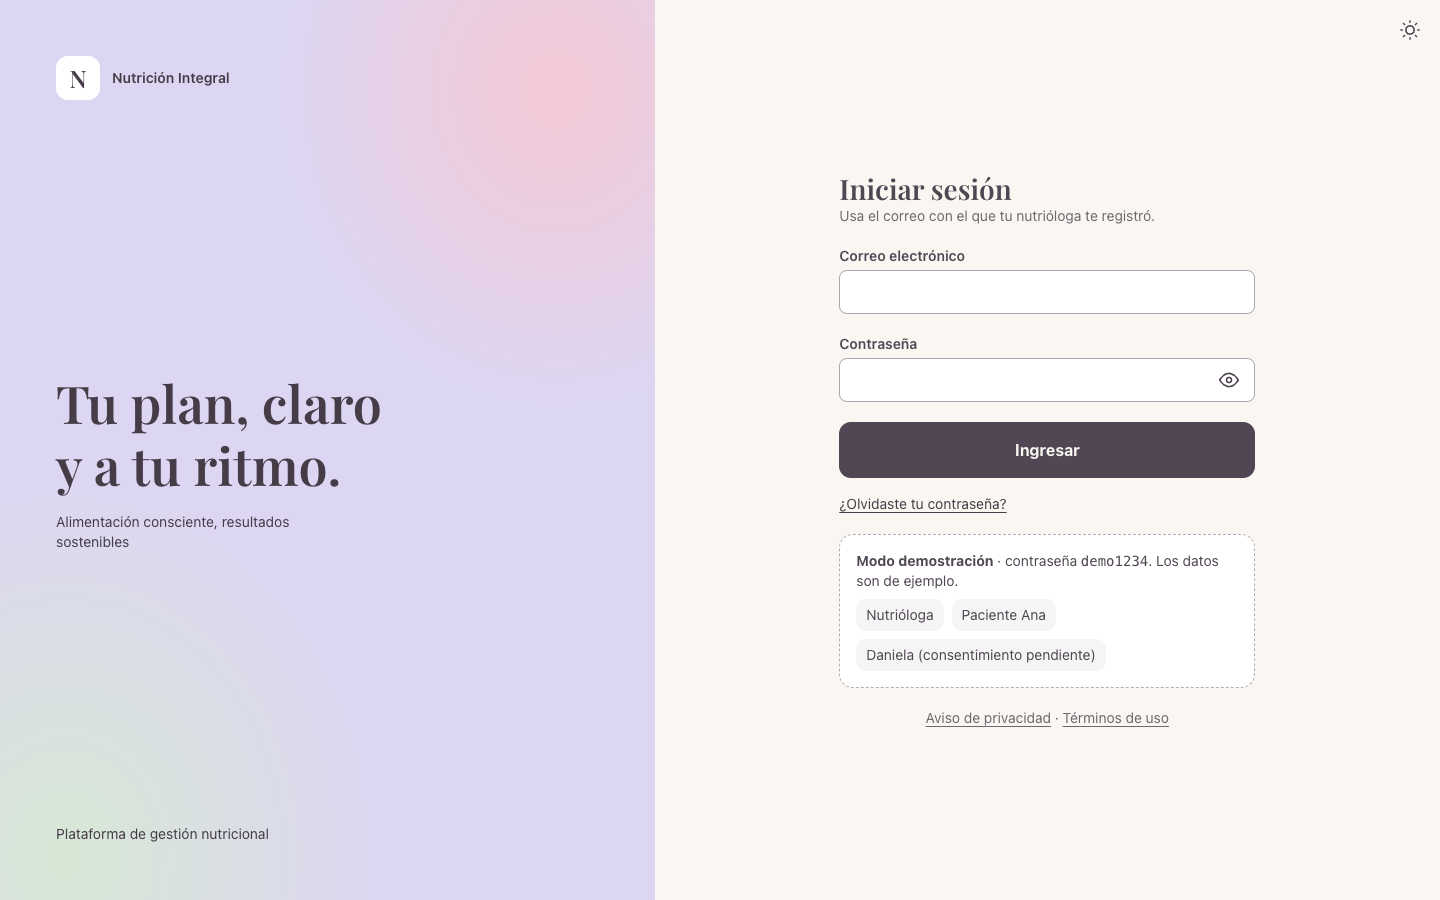 N
Nutrición Integral
Tu plan, claro
y a tu ritmo.
Alimentación consciente, resultados
sostenibles
Plataforma de gestión nutricional
Iniciar sesión
Usa el correo con el que tu nutrióloga te registró.
Correo electrónico
Contraseña
Ingresar
¿Olvidaste tu contraseña?
Modo demostración · contraseña demo1234. Los datos
son de ejemplo.
Nutrióloga Paciente Ana
Daniela (consentimiento pendiente)
Aviso de privacidad · Términos de uso